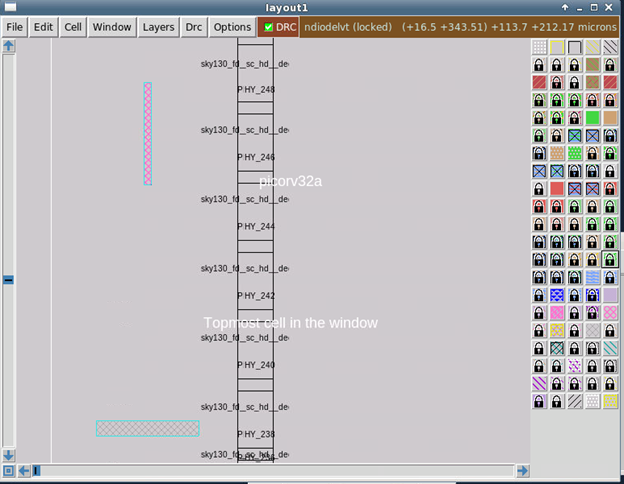 layout1
File Edit Cell Window Layers Drc Options DRC ndiodelvt (locked) (+16.5 +343.51) +113.7 +212.17 microns
sky130_fd_sc_hd__de
PHY_248
sky130_fd_sc_hd__de
PHY_246
picorv32a
sky130_fd_sc_hd__de
PHY_244
sky130_fd_sc_hd__de
PHY_242
Topmost cell in the window
sky130_fd_sc_hd__de
PHY_240
sky130_fd_sc_hd__de
PHY_238
sky130_fd_sc_hd__de